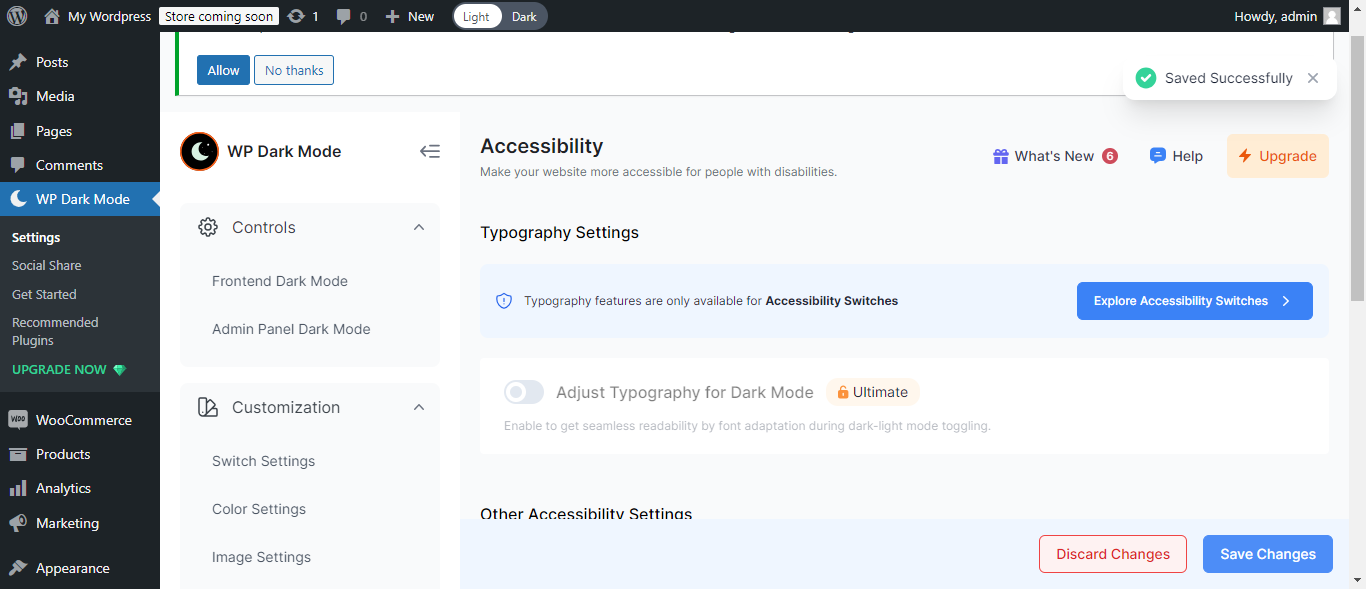 My Wordpress
Store coming soon
1
0
New
Light
Dark
Howdy, admin
Posts
Media
Pages
Comments
WP Dark Mode
Settings
Social Share
Get Started
Recommended
Plugins
UPGRADE NOW
WooCommerce
Products
Analytics
Marketing
Appearance
Allow
No thanks
Saved Successfully
WP Dark Mode
Controls
Frontend Dark Mode
Admin Panel Dark Mode
Customization
Switch Settings
Color Settings
Image Settings
Accessibility
Make your website more accessible for people with disabilities.
What's New 6
Help
Upgrade
Typography Settings
Typography features are only available for Accessibility Switches
Explore Accessibility Switches
Adjust Typography for Dark Mode
Ultimate
Enable to get seamless readability by font adaptation during dark-light mode toggling.
Other Accessibility Settings
Discard Changes
Save Changes